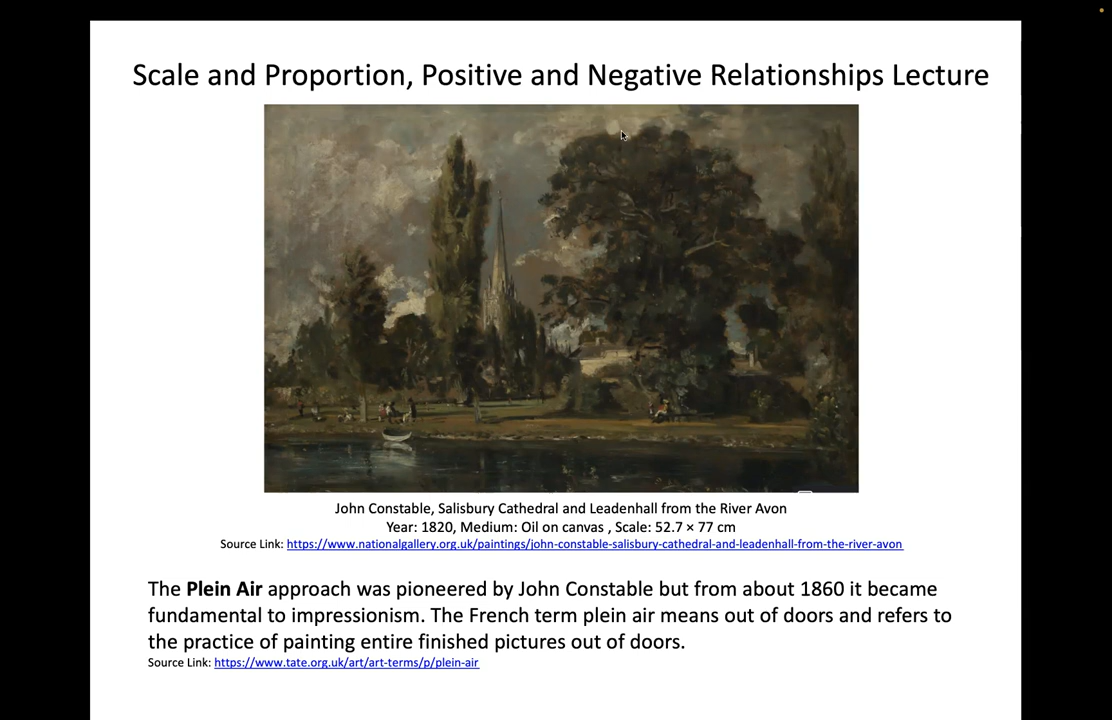 Scale and Proportion, Positive and Negative Relationships Lecture
John Constable, Salisbury Cathedral and Leadenhall from the River Avon
Year: 1820, Medium: Oil on canvas , Scale: 52.7 × 77 cm
Source Link: https://www.nationalgallery.org.uk/paintings/john-constable-salisbury-cathedral-and-leadenhall-from-the-river-avon
The Plein Air approach was pioneered by John Constable but from about 1860 it became
fundamental to impressionism. The French term plein air means out of doors and refers to
the practice of painting entire finished pictures out of doors.
Source Link: https://www.tate.org.uk/art/art-terms/p/plein-air